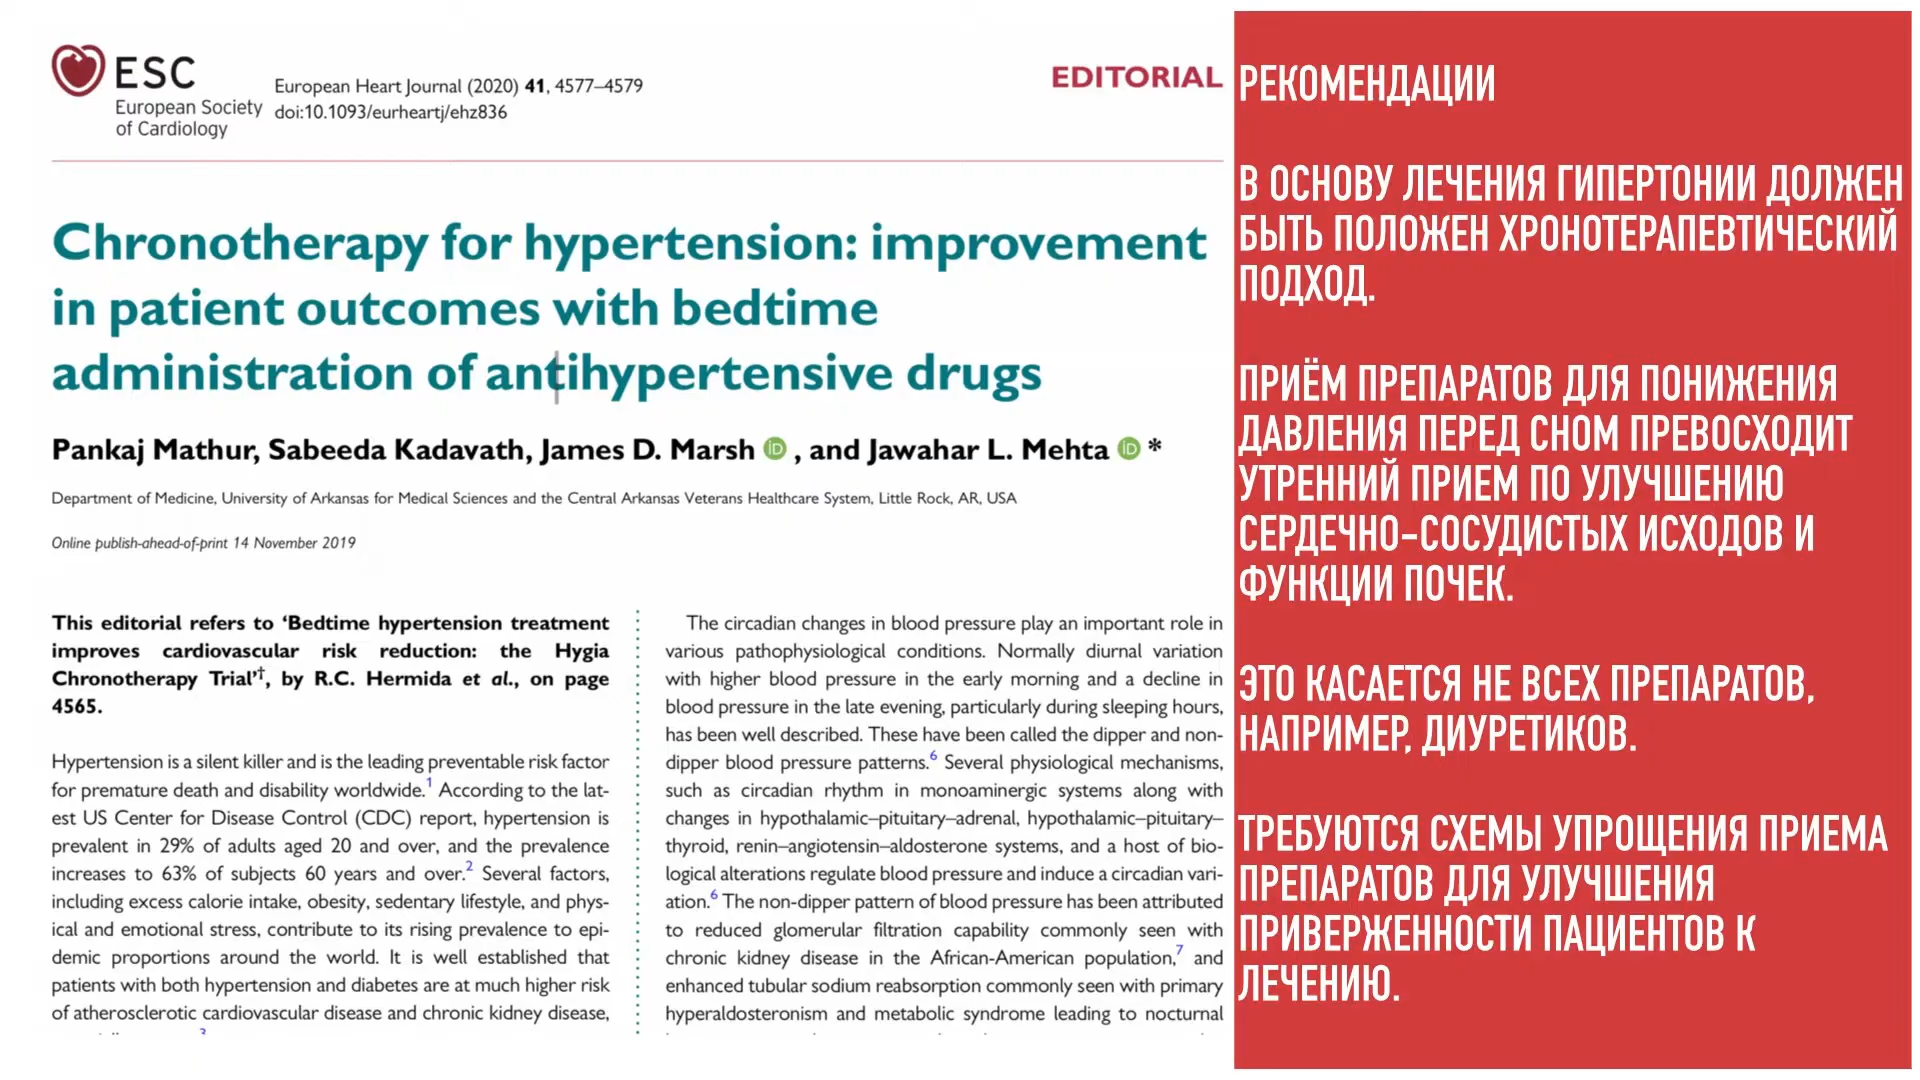 ESC
European Society
of Cardiology
European Heart Journal (2020) 41, 4577–4579
doi:10.1093/eurheartj/ehz836
EDITORIAL
Chronotherapy for hypertension: improvement
in patient outcomes with bedtime
administration of antihypertensive drugs
Pankaj Mathur, Sabeeda Kadavath, James D. Marsh iD , and Jawahar L. Mehta iD *
Department of Medicine, University of Arkansas for Medical Sciences and the Central Arkansas Veterans Healthcare System, Little Rock, AR, USA
Online publish-ahead-of-print 14 November 2019
This editorial refers to ‘Bedtime hypertension treatment
improves cardiovascular risk reduction: the Hygia
Chronotherapy Trial’†, by R.C. Hermida et al., on page
4565.
Hypertension is a silent killer and is the leading preventable risk factor
for premature death and disability worldwide.1 According to the lat-
est US Center for Disease Control (CDC) report, hypertension is
prevalent in 29% of adults aged 20 and over, and the prevalence
increases to 63% of subjects 60 years and over.2 Several factors,
including excess calorie intake, obesity, sedentary lifestyle, and phys-
ical and emotional stress, contribute to its rising prevalence to epi-
demic proportions around the world. It is well established that
patients with both hypertension and diabetes are at much higher risk
of atherosclerotic cardiovascular disease and chronic kidney disease,
3
The circadian changes in blood pressure play an important role in
various pathophysiological conditions. Normally diurnal variation
with higher blood pressure in the early morning and a decline in
blood pressure in the late evening, particularly during sleeping hours,
has been well described. These have been called the dipper and non-
dipper blood pressure patterns.6 Several physiological mechanisms,
such as circadian rhythm in monoaminergic systems along with
changes in hypothalamic–pituitary–adrenal, hypothalamic–pituitary–
thyroid, renin–angiotensin–aldosterone systems, and a host of bio-
logical alterations regulate blood pressure and induce a circadian vari-
ation.6 The non-dipper pattern of blood pressure has been attributed
to reduced glomerular filtration capability commonly seen with
chronic kidney disease in the African-American population,7 and
enhanced tubular sodium reabsorption commonly seen with primary
hyperaldosteronism and metabolic syndrome leading to nocturnal
РЕКОМЕНДАЦИИ
В ОСНОВУ ЛЕЧЕНИЯ ГИПЕРТОНИИ ДОЛЖЕН
БЫТЬ ПОЛОЖЕН ХРОНОТЕРАПЕВТИЧЕСКИЙ
ПОДХОД.
ПРИЁМ ПРЕПАРАТОВ ДЛЯ ПОНИЖЕНИЯ
ДАВЛЕНИЯ ПЕРЕД СНОМ ПРЕВОСХОДИТ
УТРЕННИЙ ПРИЕМ ПО УЛУЧШЕНИЮ
СЕРДЕЧНО-СОСУДИСТЫХ ИСХОДОВ И
ФУНКЦИИ ПОЧЕК.
ЭТО КАСАЕТСЯ НЕ ВСЕХ ПРЕПАРАТОВ,
НАПРИМЕР, ДИУРЕТИКОВ.
ТРЕБУЮТСЯ СХЕМЫ УПРОЩЕНИЯ ПРИЕМА
ПРЕПАРАТОВ ДЛЯ УЛУЧШЕНИЯ
ПРИВЕРЖЕННОСТИ ПАЦИЕНТОВ К
ЛЕЧЕНИЮ.